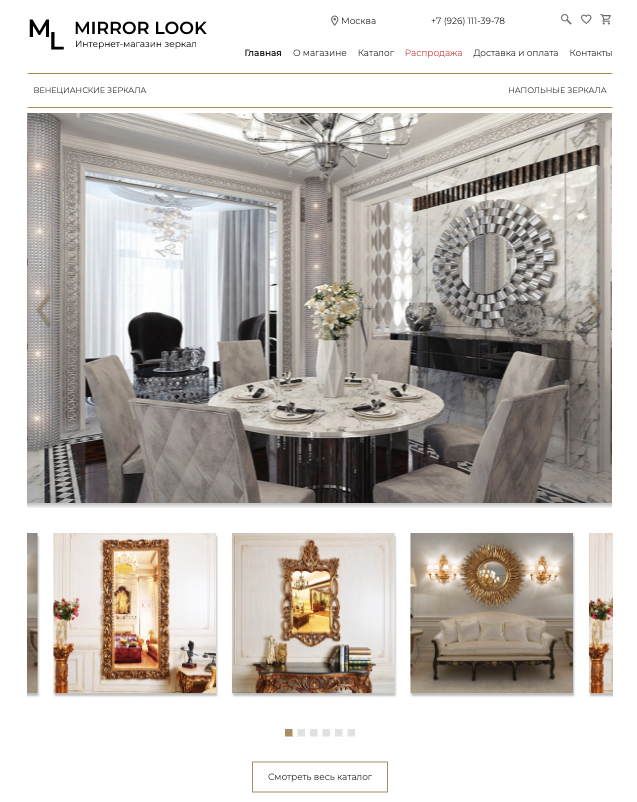 ML
MIRROR LOOK
Интернет-магазин зеркал
Москва
+7 (926) 111-39-78
Главная О магазине Каталог Распродажа Доставка и оплата Контакты
ВЕНЕЦИАНСКИЕ ЗЕРКАЛА
НАПОЛЬНЫЕ ЗЕРКАЛА
Смотреть весь каталог